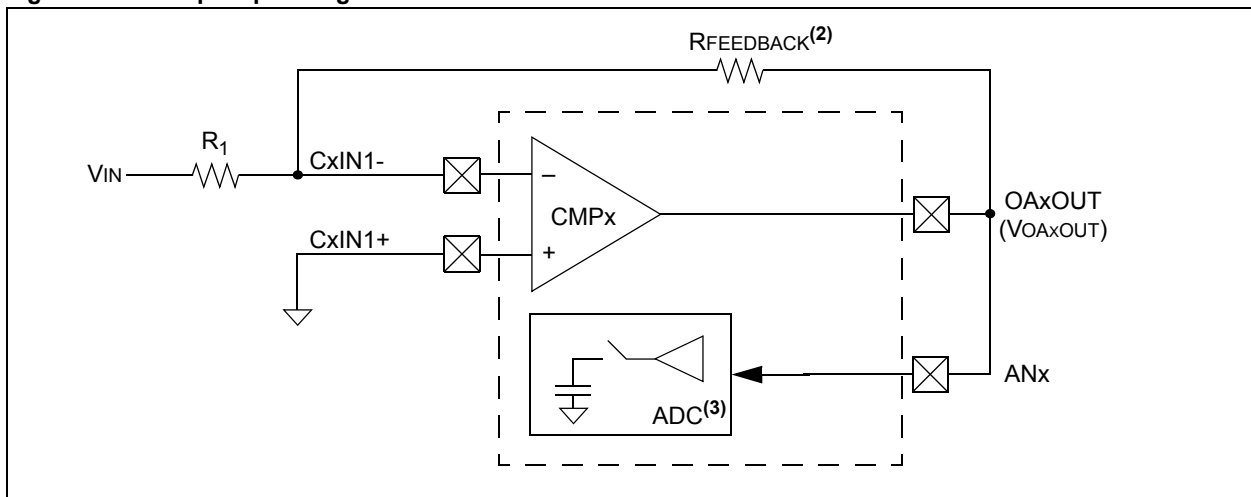 RFEEDBACK(2)
R1
VIN
CxIN1-
–
CMPx
OAxOUT
(VOAxOUT)
CxIN1+
+
ANx
ADC(3)